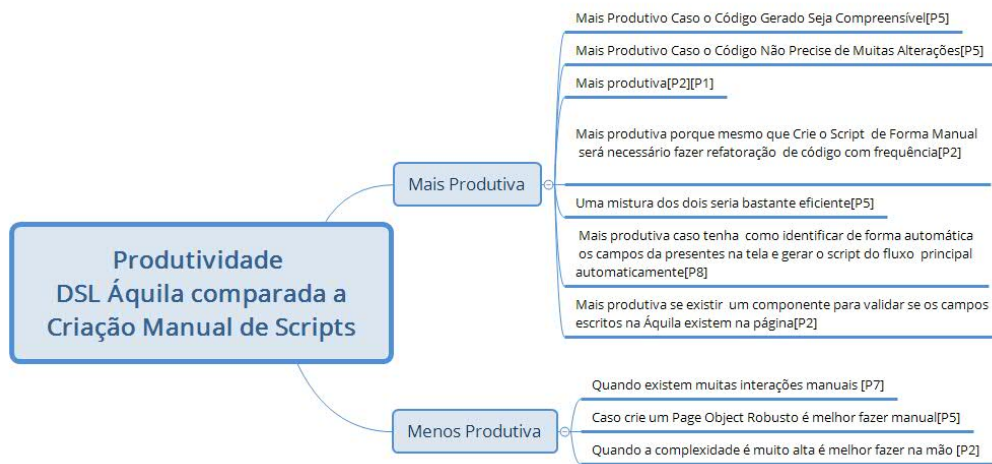 Produtividade
DSL Áquila comparada a
Criação Manual de Scripts
Mais Produtiva
Mais Produtivo Caso o Código Gerado Seja Compreensível[P5]
Mais Produtivo Caso o Código Não Precise de Muitas Alterações[P5]
Mais produtiva[P2][P1]
Mais produtiva porque mesmo que Crie o Script de Forma Manual
será necessário fazer refatoração de código com frequência[P2]
Uma mistura dos dois seria bastante eficiente[P5]
Mais produtiva caso tenha como identificar de forma automática
os campos da presentes na tela e gerar o script do fluxo principal
automaticamente[P8]
Mais produtiva se existir um componente para validar se os campos
escritos na Áquila existem na página[P2]
Menos Produtiva
Quando existem muitas interações manuais [P7]
Caso crie um Page Object Robusto é melhor fazer manual[P5]
Quando a complexidade é muito alta é melhor fazer na mão [P2]